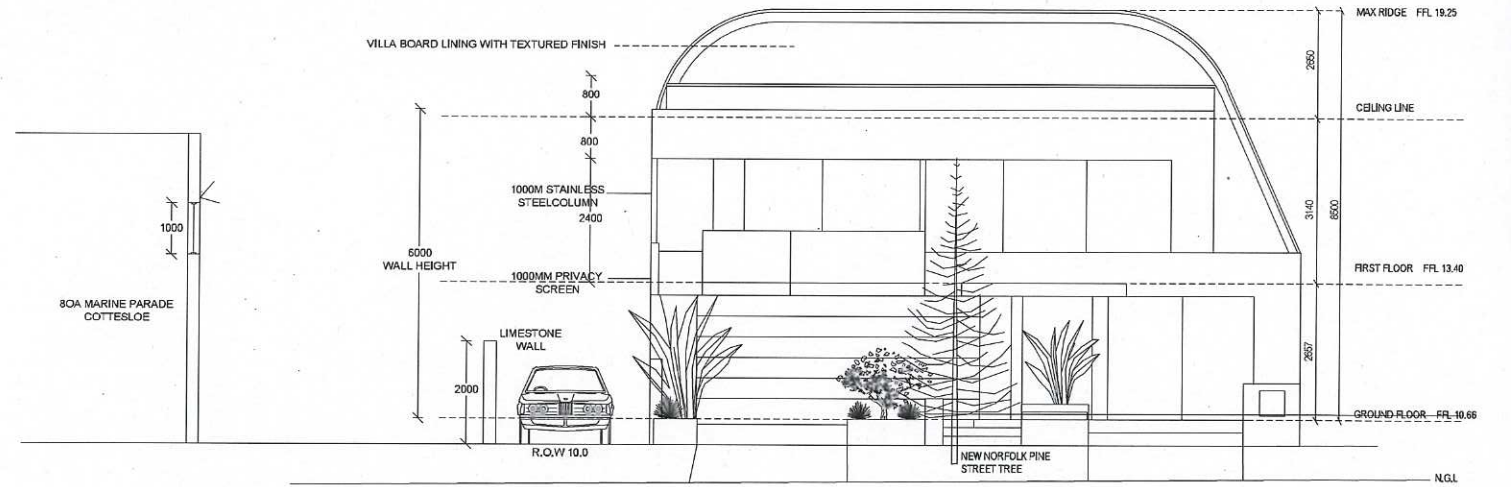 MAX RIDGE FFL 19.25
VILLA BOARD LINING WITH TEXTURED FINISH
2650
800
CEILING LINE
800
1000M STAINLESS
STEELCOLUMN
2400
3140
8500
1000
6000
WALL HEIGHT
1000MM PRIVACY
SCREEN
FIRST FLOOR FFL 13.40
80A MARINE PARADE
COTTESLOE
LIMESTONE
WALL
2657
2000
GROUND FLOOR FFL 10.66
R.O.W 10.0
NEW NORFOLK PINE
STREET TREE
N.G.L